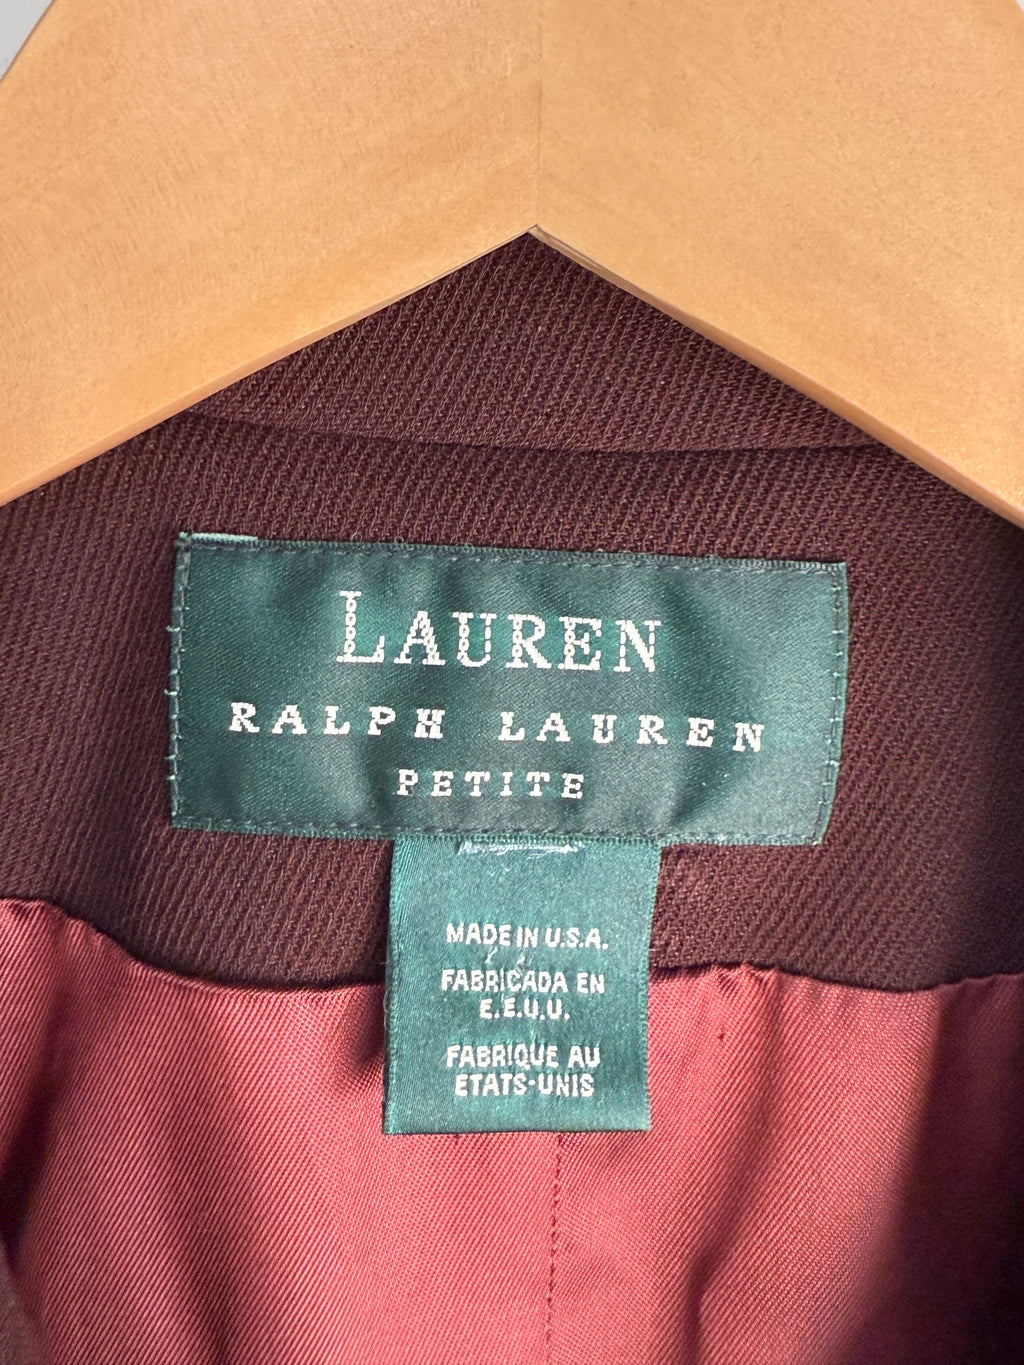 LAUREN
RALPH LAUREN
PETITE
MADE IN U.S.A.
FABRICADA EN
E.E.U.U.
FABRIQUE AU
ETATS-UNIS